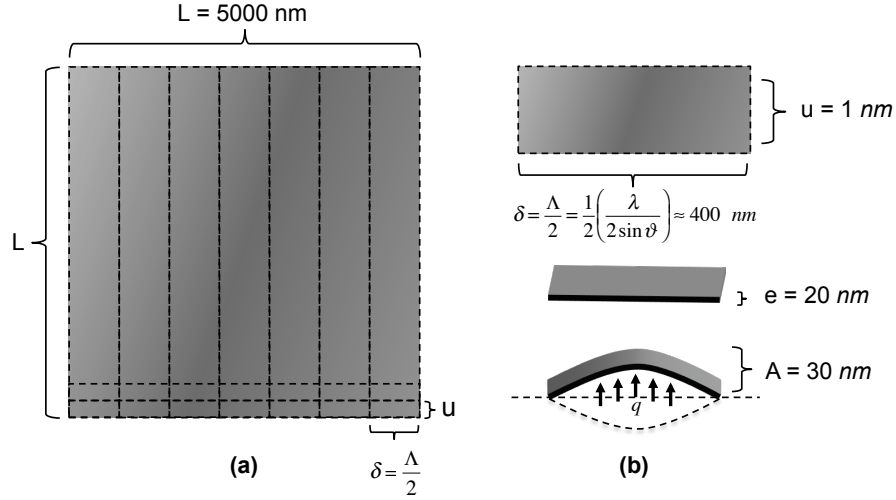 L = 5000 nm
L
u
δ = Λ/2
(a)
u = 1 nm
δ = Λ/2 = 1/2 (λ / 2 sin ϑ) ≈ 400 nm
e = 20 nm
A = 30 nm
q
(b)